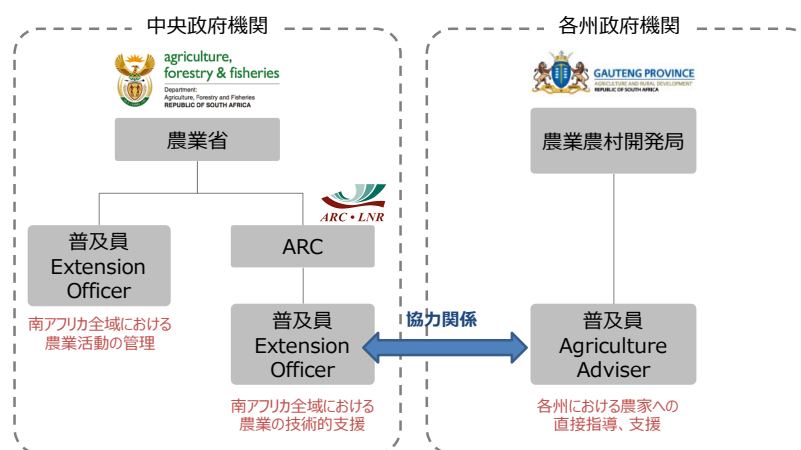 中央政府機関
各州政府機関
agriculture,
forestry & fisheries
Department:
Agriculture, Forestry and Fisheries
REPUBLIC OF SOUTH AFRICA
GAUTENG PROVINCE
AGRICULTURE AND RURAL DEVELOPMENT
REPUBLIC OF SOUTH AFRICA
農業省
農業農村開発局
ARC • LNR
普及員
Extension
Officer
ARC
南アフリカ全域における
農業活動の管理
普及員
Extension
Officer
協力関係
普及員
Agriculture
Adviser
南アフリカ全域における
農業の技術的支援
各州における農家への
直接指導、支援